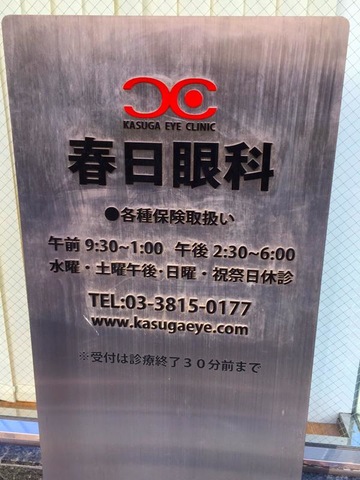 KASUGA EYE CLINIC
春日眼科
●各種保険取扱い
午前 9:30~1:00 午後 2:30~6:00
水曜・土曜午後・日曜・祝祭日休診
TEL:03-3815-0177
www.kasugaeye.com
※受付は診療終了30分前まで